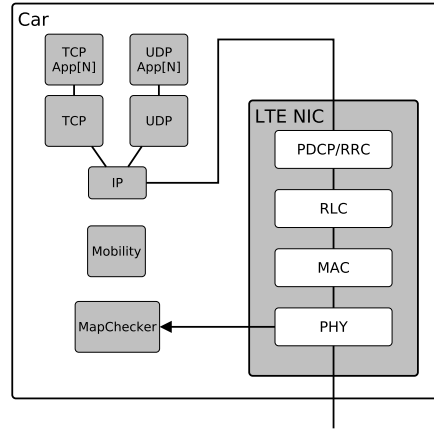 Car
TCP
App[N]
UDP
App[N]
TCP
UDP
IP
LTE NIC
PDCP/RRC
RLC
MAC
PHY
Mobility
MapChecker